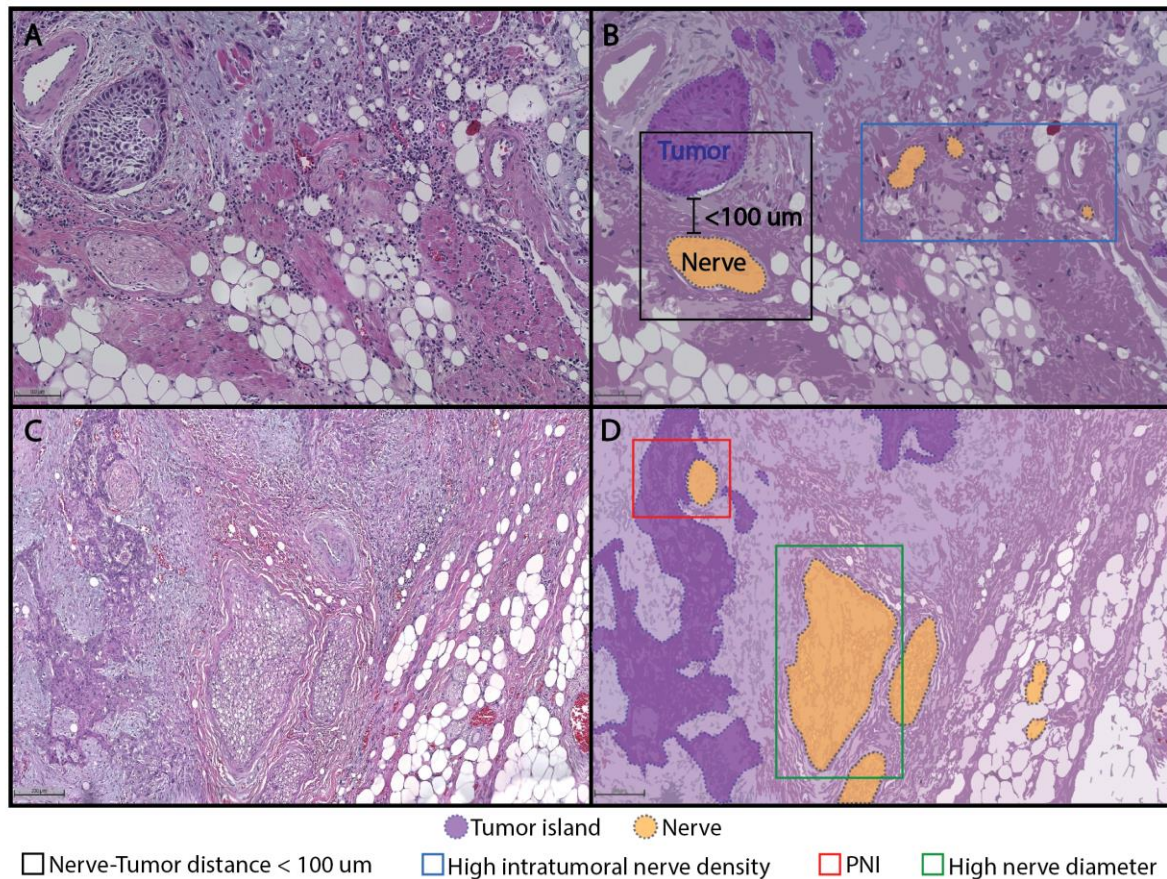 A
B
Tumor
<100 um
Nerve
C
D
Tumor island Nerve
Nerve-Tumor distance < 100 um High intratumoral nerve density PNI High nerve diameter